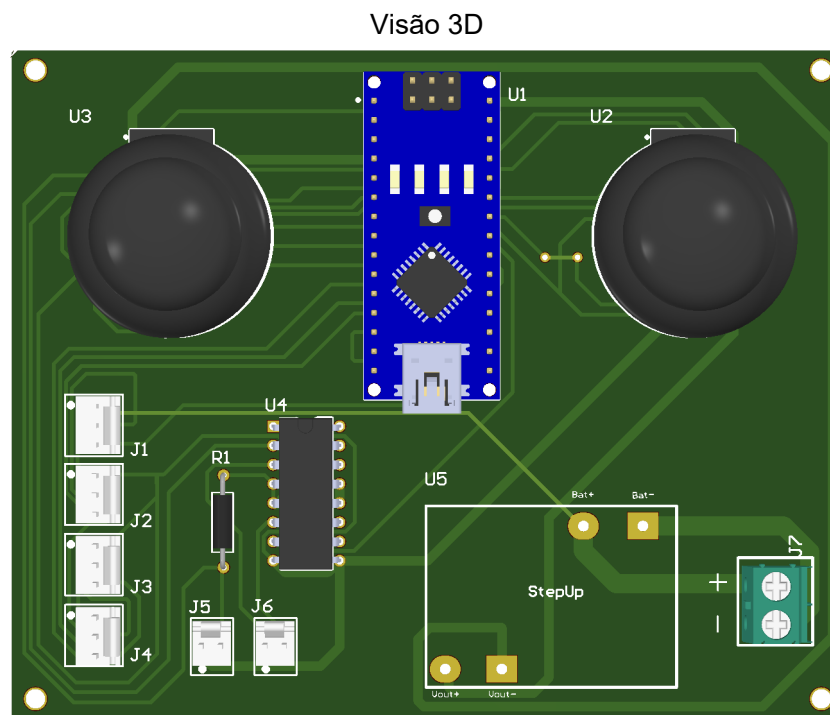 Visão 3D
U3
U1
U2
J1
J2
J3
J4
R1
U4
U5
Bat+
Bat-
StepUp
J7
+
-
J5
J6
Vout+
Vout-